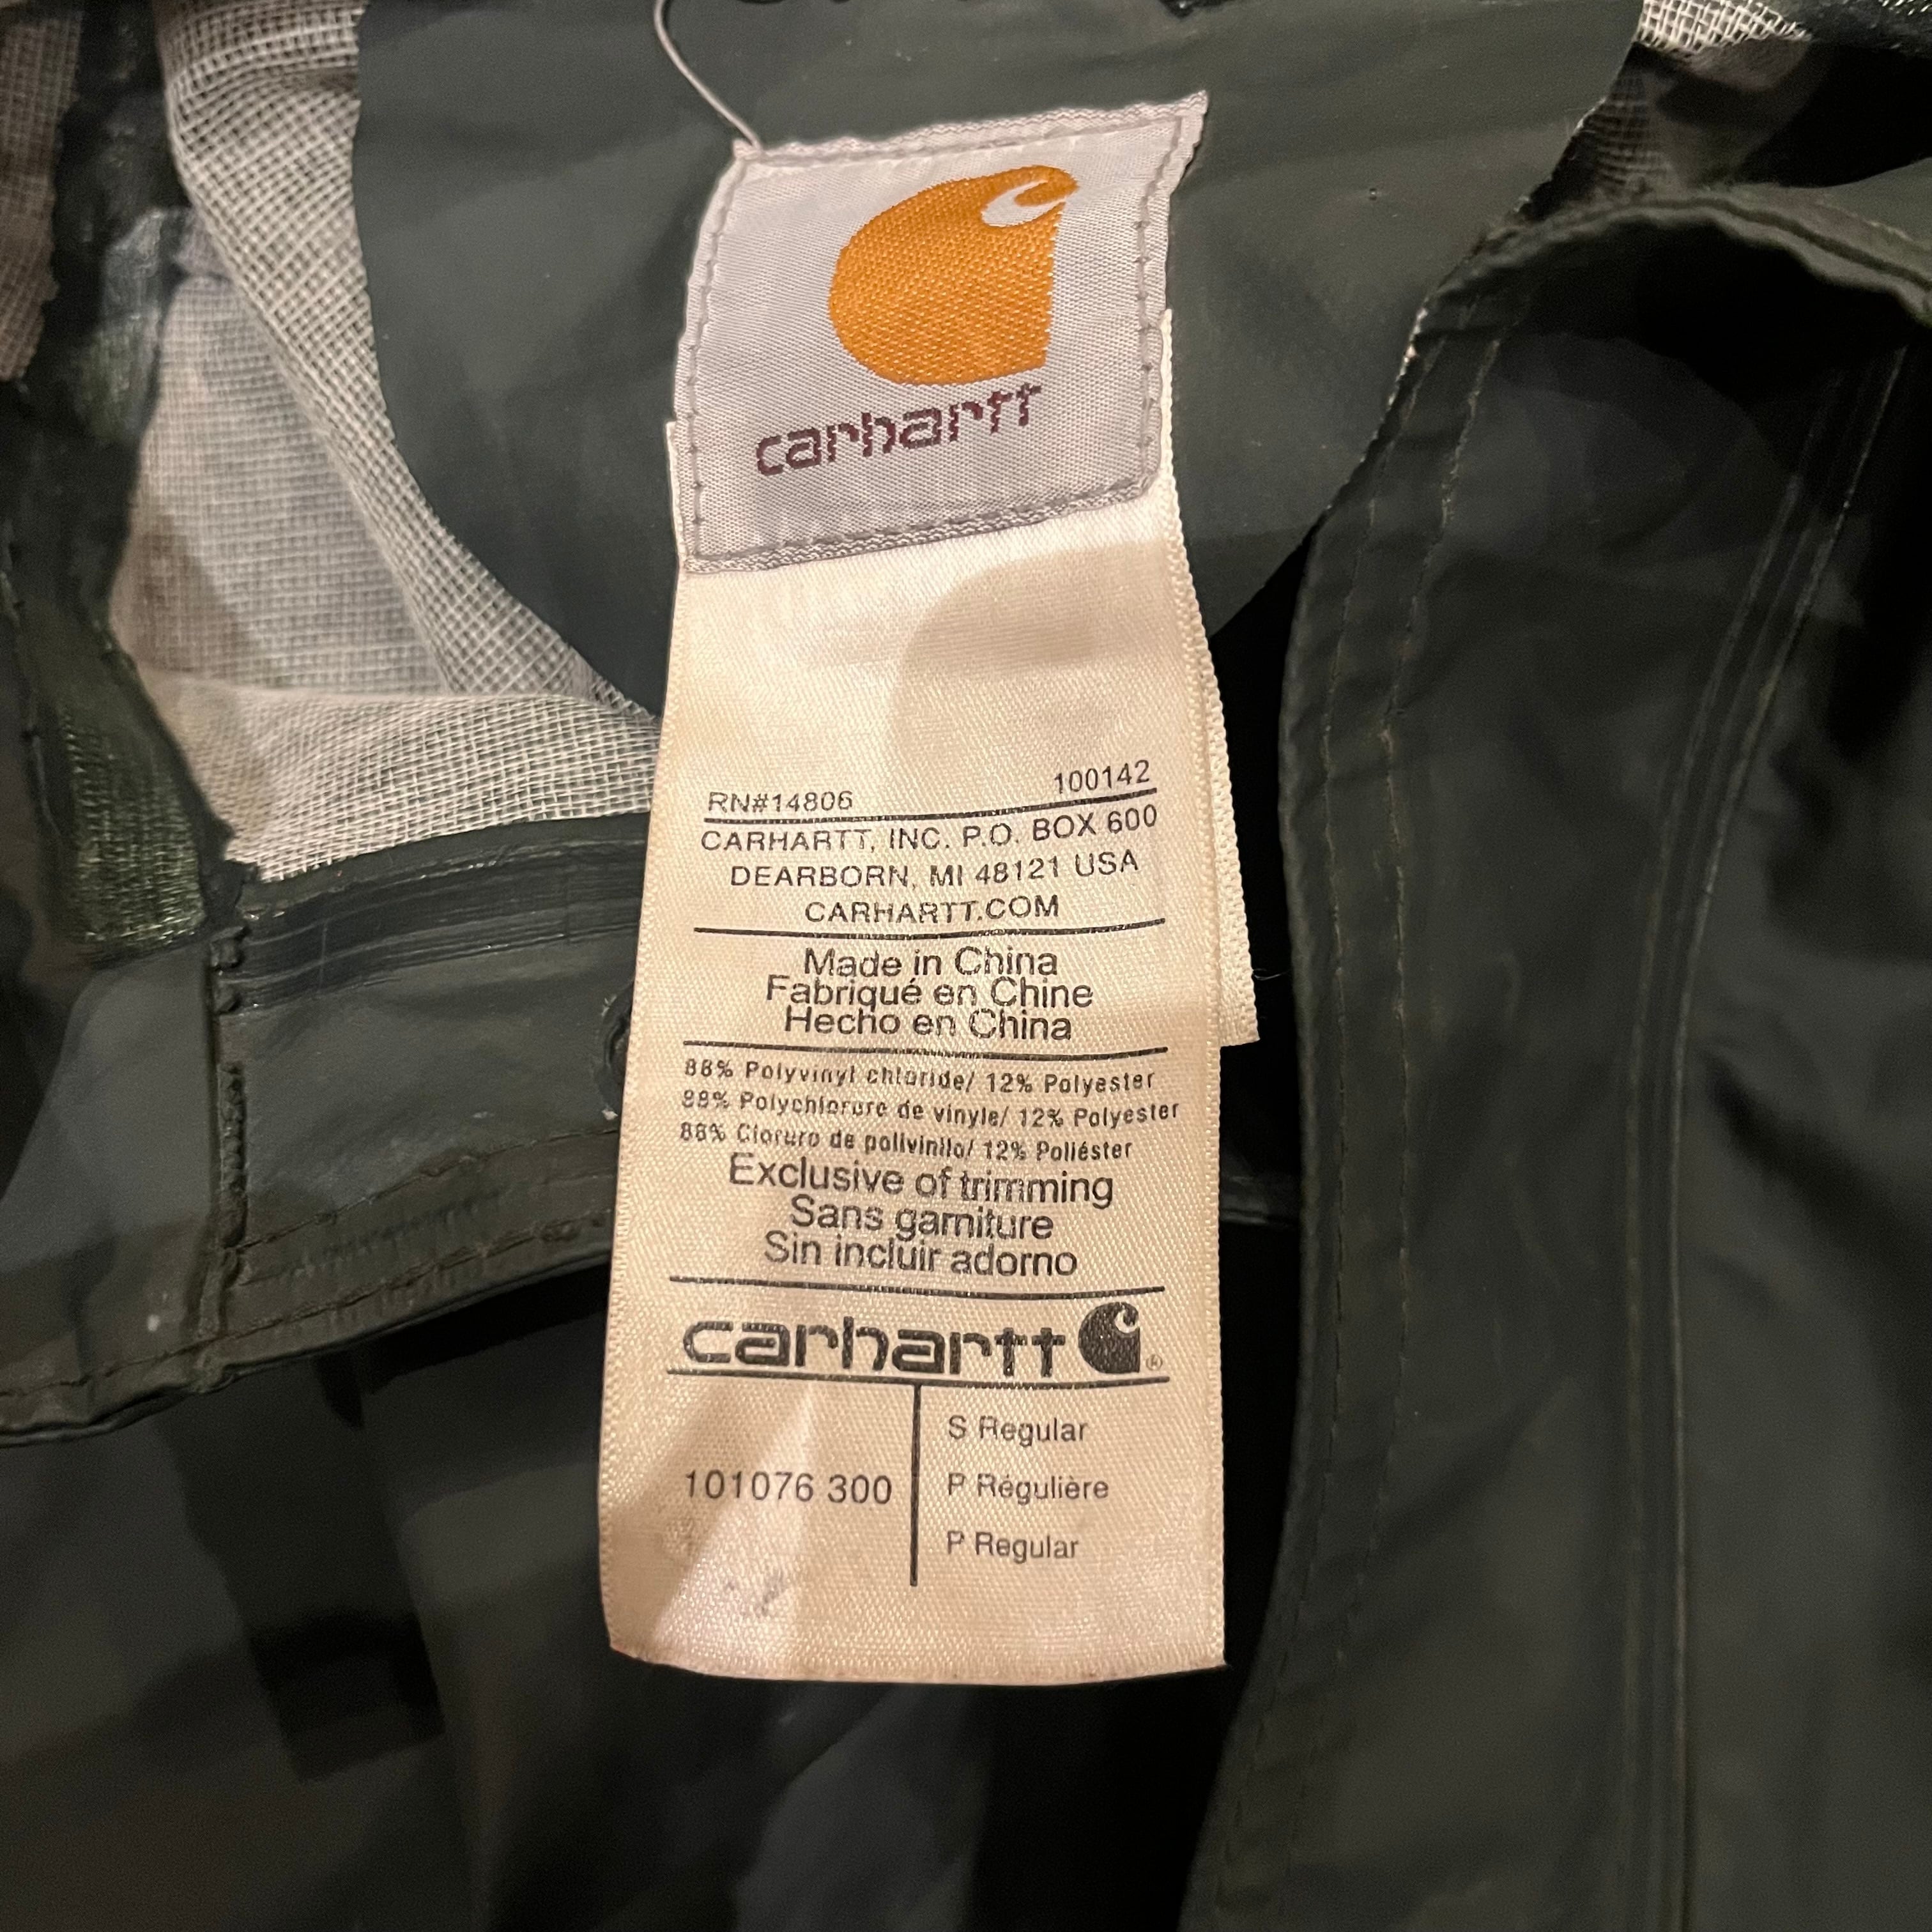 carhartt
RN#14806 100142
CARHARTT, INC. P.O. BOX 600
DEARBORN, MI 48121 USA
CARHARTT.COM
Made in China
Fabriqué en Chine
Hecho en China
88% Polyvinyl chloride/ 12% Polyester
88% Polychlorure de vinyle/ 12% Polyester
88% Cloruro de polivinilo/ 12% Poliéster
Exclusive of trimming
Sans garniture
Sin incluir adorno
carhartt ®
101076 300
S Regular
P Régulière
P Regular